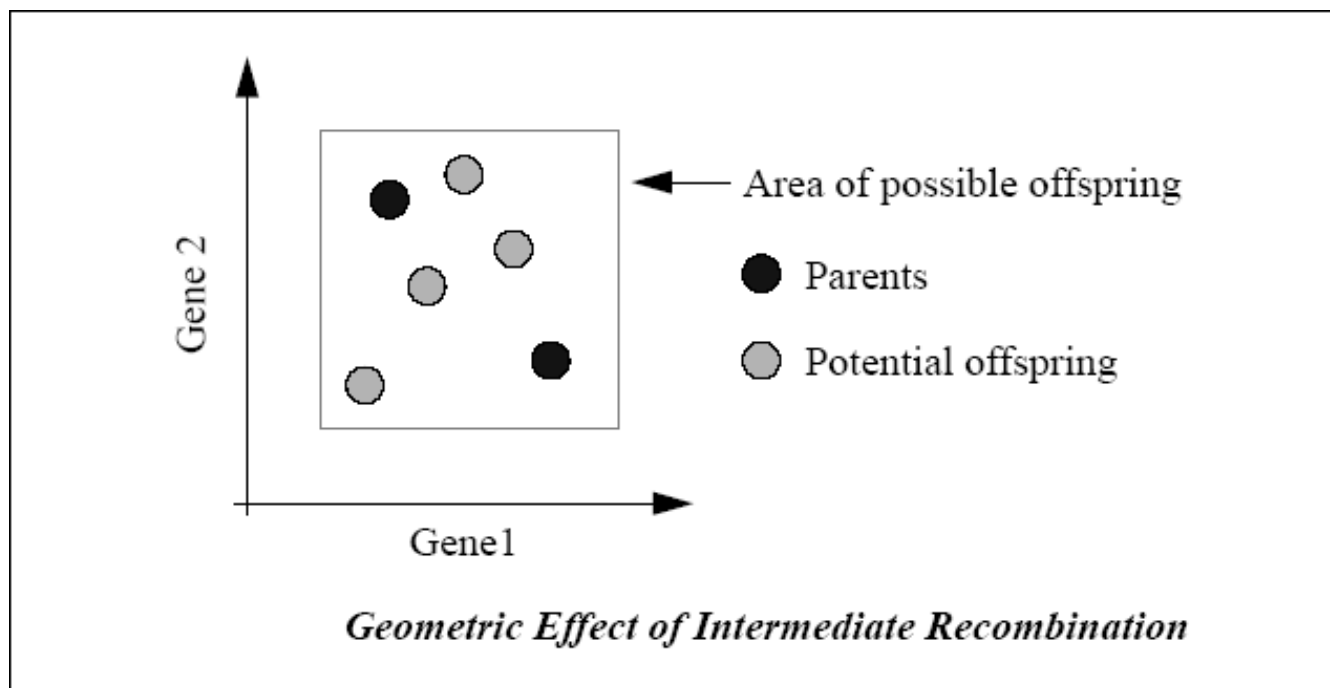 Area of possible offspring
Gene 2
Parents
Potential offspring
Gene1
Geometric Effect of Intermediate Recombination